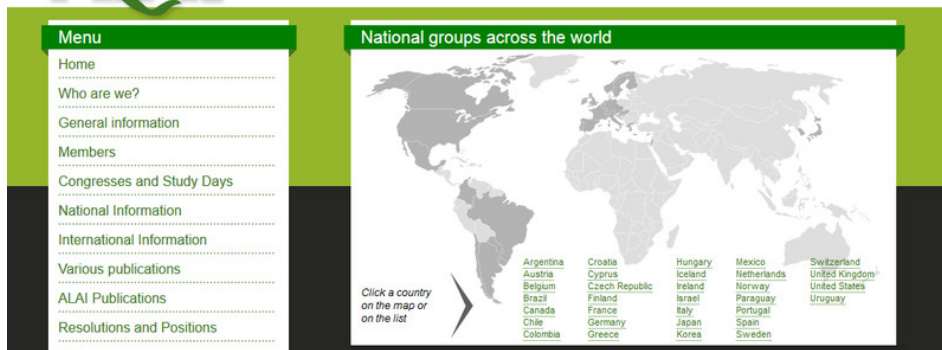 Menu
Home
Who are we?
General information
Members
Congresses and Study Days
National Information
International Information
Various publications
ALAI Publications
Resolutions and Positions
National groups across the world
Click a country
on the map or
on the list
Argentina
Austria
Belgium
Brazil
Canada
Chile
Colombia
Croatia
Cyprus
Czech Republic
Finland
France
Germany
Greece
Hungary
Iceland
Ireland
Israel
Italy
Japan
Korea
Mexico
Netherlands
Norway
Paraguay
Portugal
Spain
Sweden
Switzerland
United Kingdom
United States
Uruguay